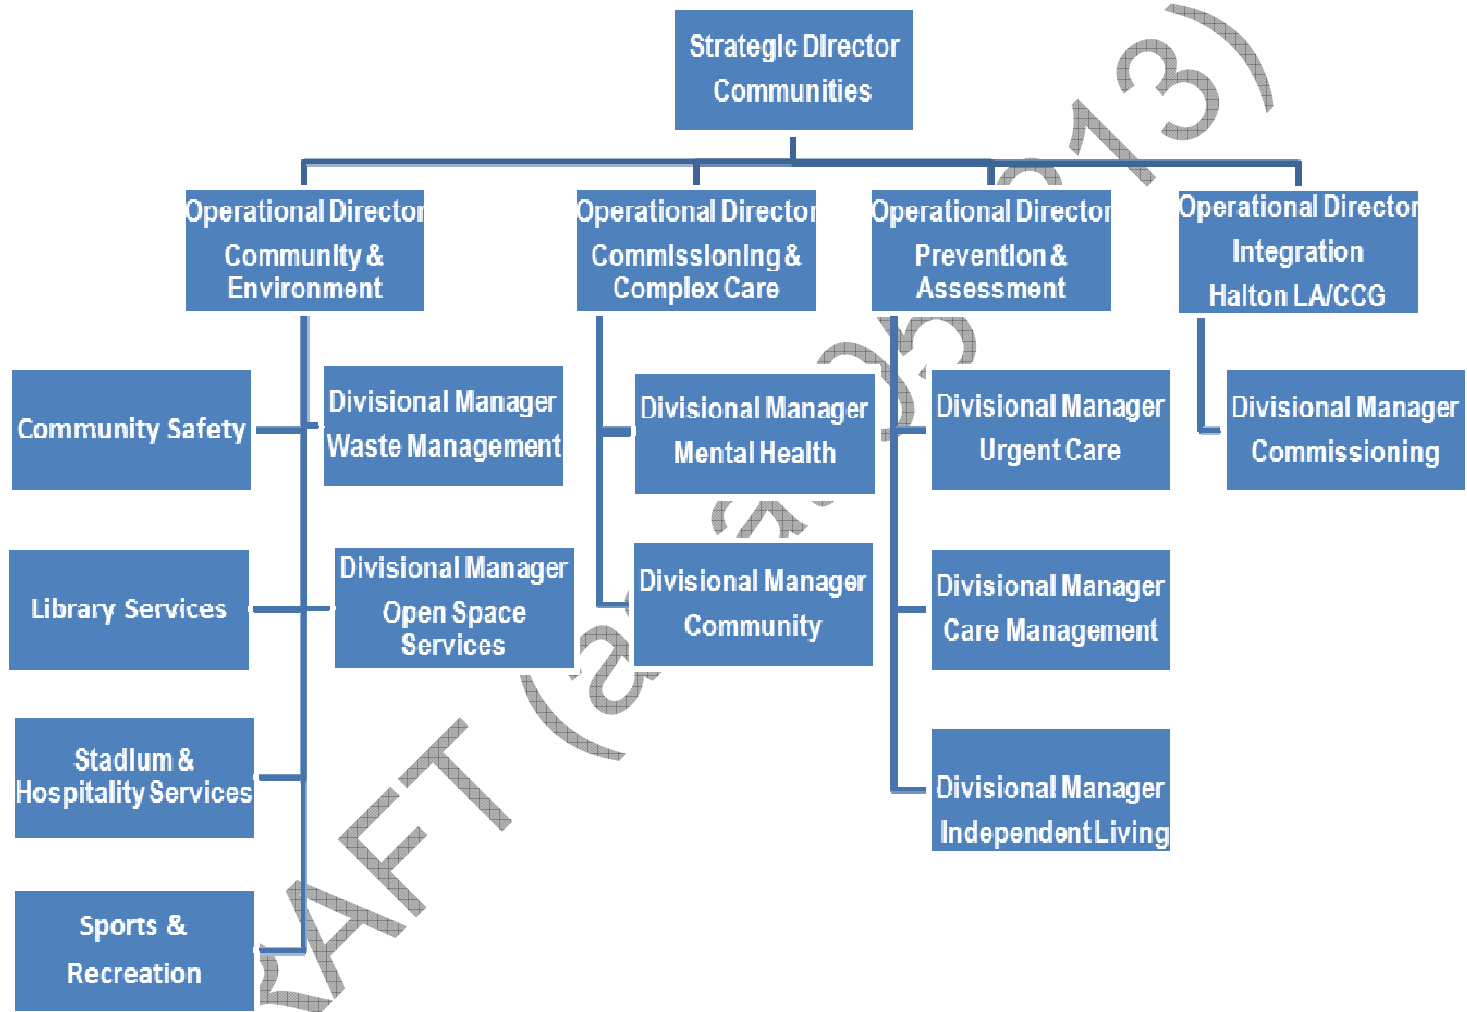 Strategic Director
Communities
Operational Director
Community &
Environment
Operational Director
Commissioning &
Complex Care
Operational Director
Prevention &
Assessment
Operational Director
Integration
Halton LA/CCG
Community Safety
Divisional Manager
Waste Management
Divisional Manager
Mental Health
Divisional Manager
Urgent Care
Divisional Manager
Commissioning
Library Services
Divisional Manager
Open Space
Services
Divisional Manager
Community
Divisional Manager
Care Management
Stadium &
Hospitality Services
Divisional Manager
Independent Living
Sports &
Recreation